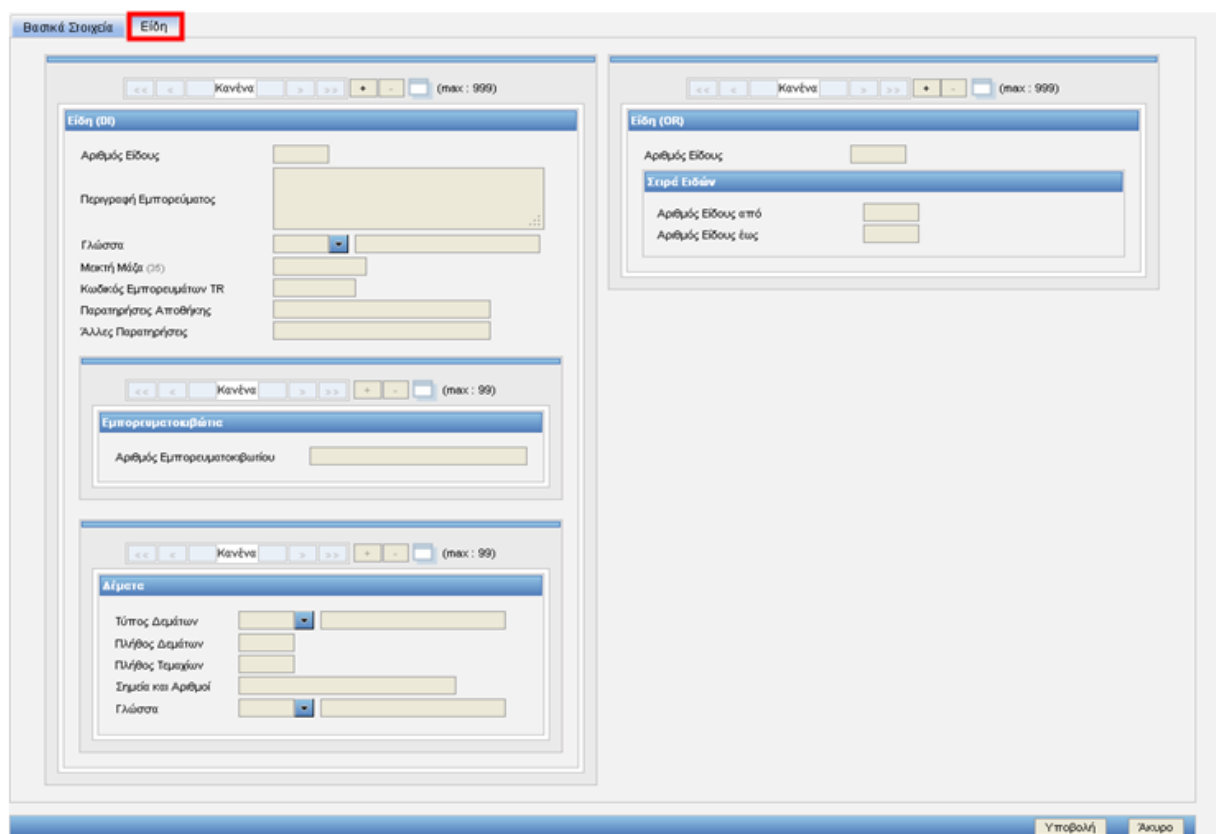 Βασικά Στοιχεία Είδη
<< < Κανένα > >> + - (max : 999)
Είδη (DI)
Αριθμός Είδους
Περιγραφή Εμπορεύματος
Γλώσσα
Μεικτή Μάζα (35)
Κωδικός Εμπορευμάτων TR
Παρατηρήσεις Αποθήκης
Άλλες Παρατηρήσεις
<< < Κανένα > >> + - (max : 99)
Εμπορευματοκιβώτια
Αριθμός Εμπορευματοκιβωτίου
<< < Κανένα > >> + - (max : 99)
Δέματα
Τύπος Δεμάτων
Πλήθος Δεμάτων
Πλήθος Τεμαχίων
Σημεία και Αριθμοί
Γλώσσα
<< < Κανένα > >> + - (max : 999)
Είδη (OR)
Αριθμός Είδους
Σειρά Ειδών
Αριθμός Είδους από
Αριθμός Είδους έως
Υποβολή Άκυρο